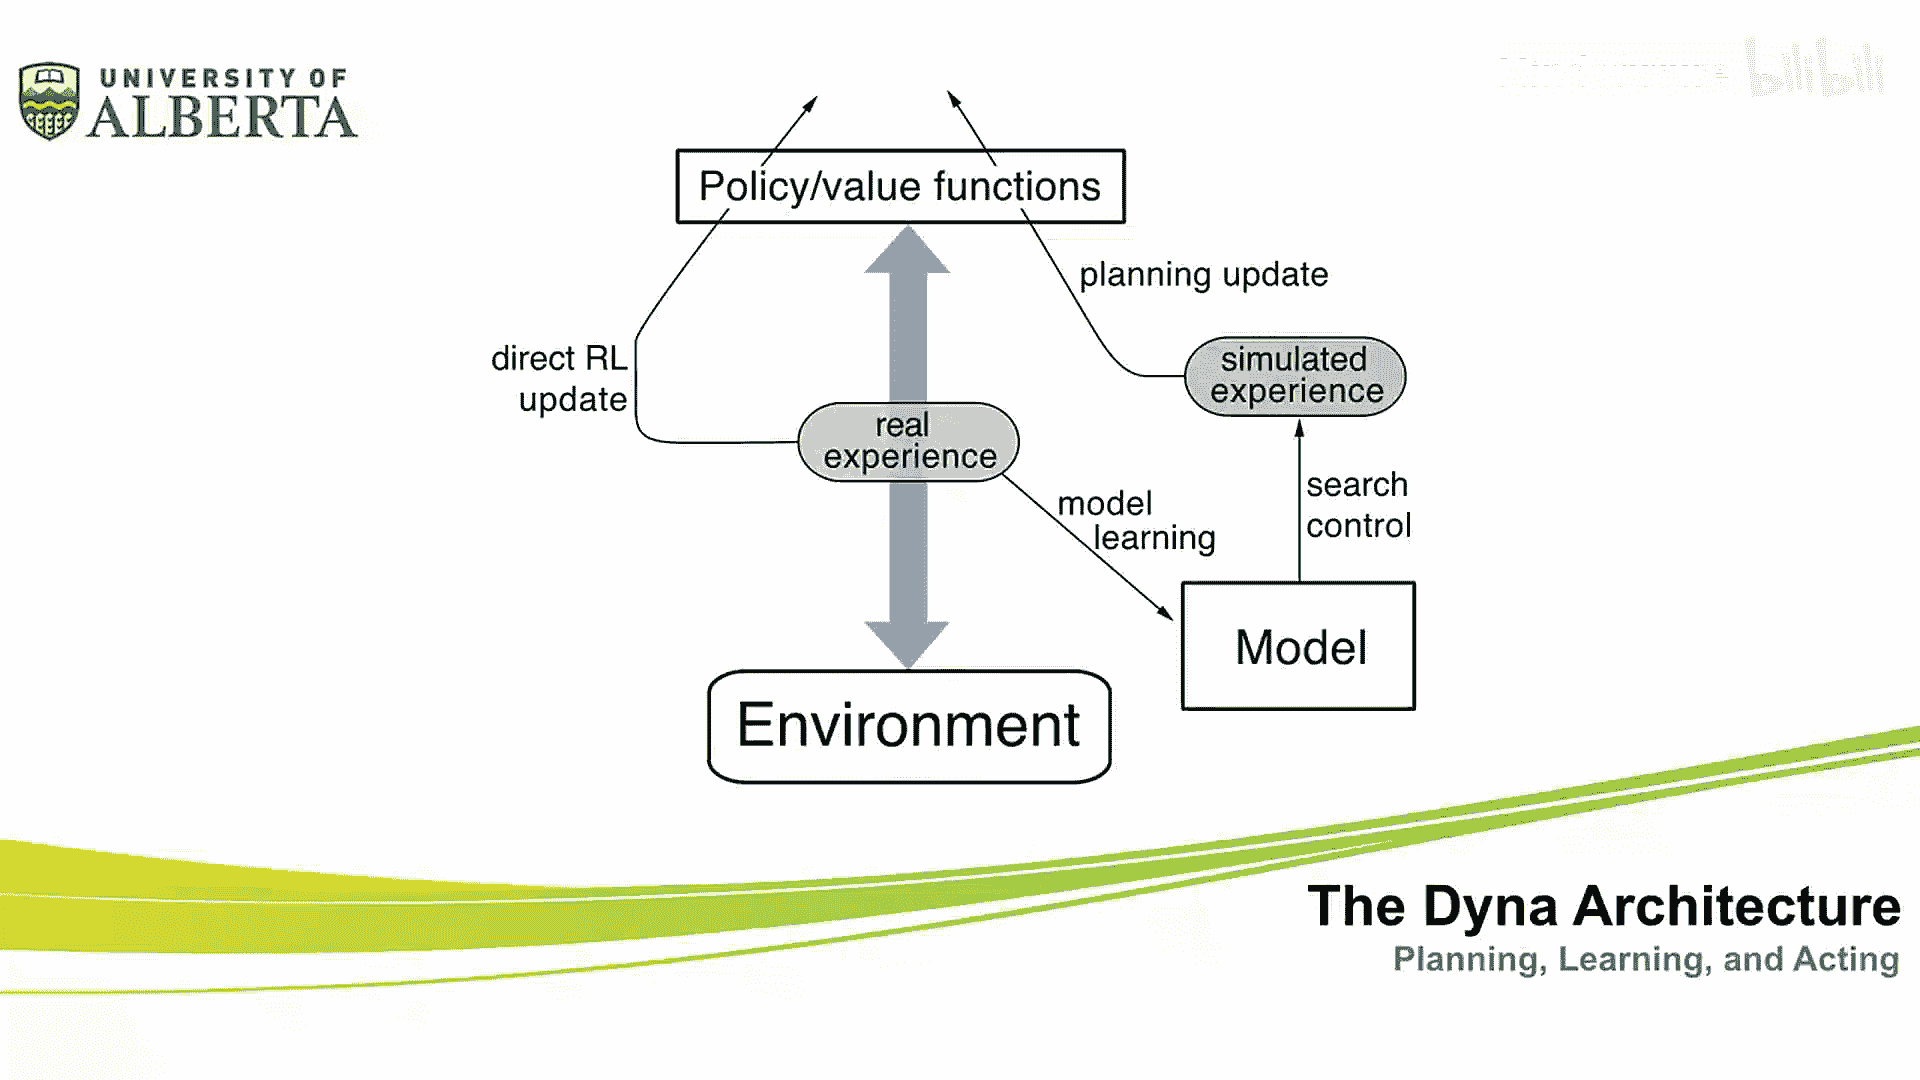 UNIVERSITY OF
ALBERTA
bilibili
Policy/value functions
planning update
direct RL
update
simulated
experience
real
experience
search
control
model
learning
Model
Environment
The Dyna Architecture
Planning, Learning, and Acting